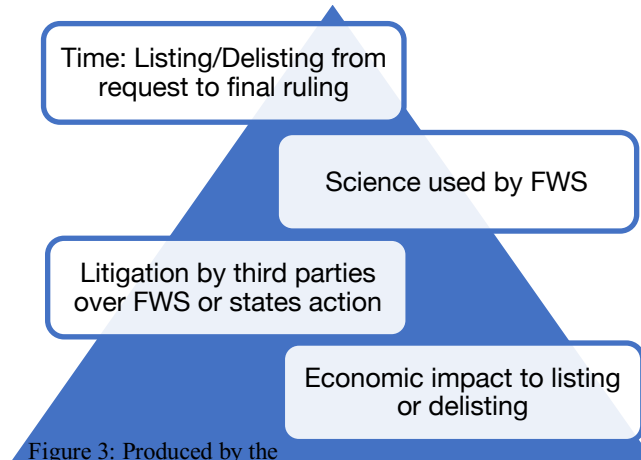 Time: Listing/Delisting from
request to final ruling
Science used by FWS
Litigation by third parties
over FWS or states action
Economic impact to listing
or delisting
Figure 3: Produced by the